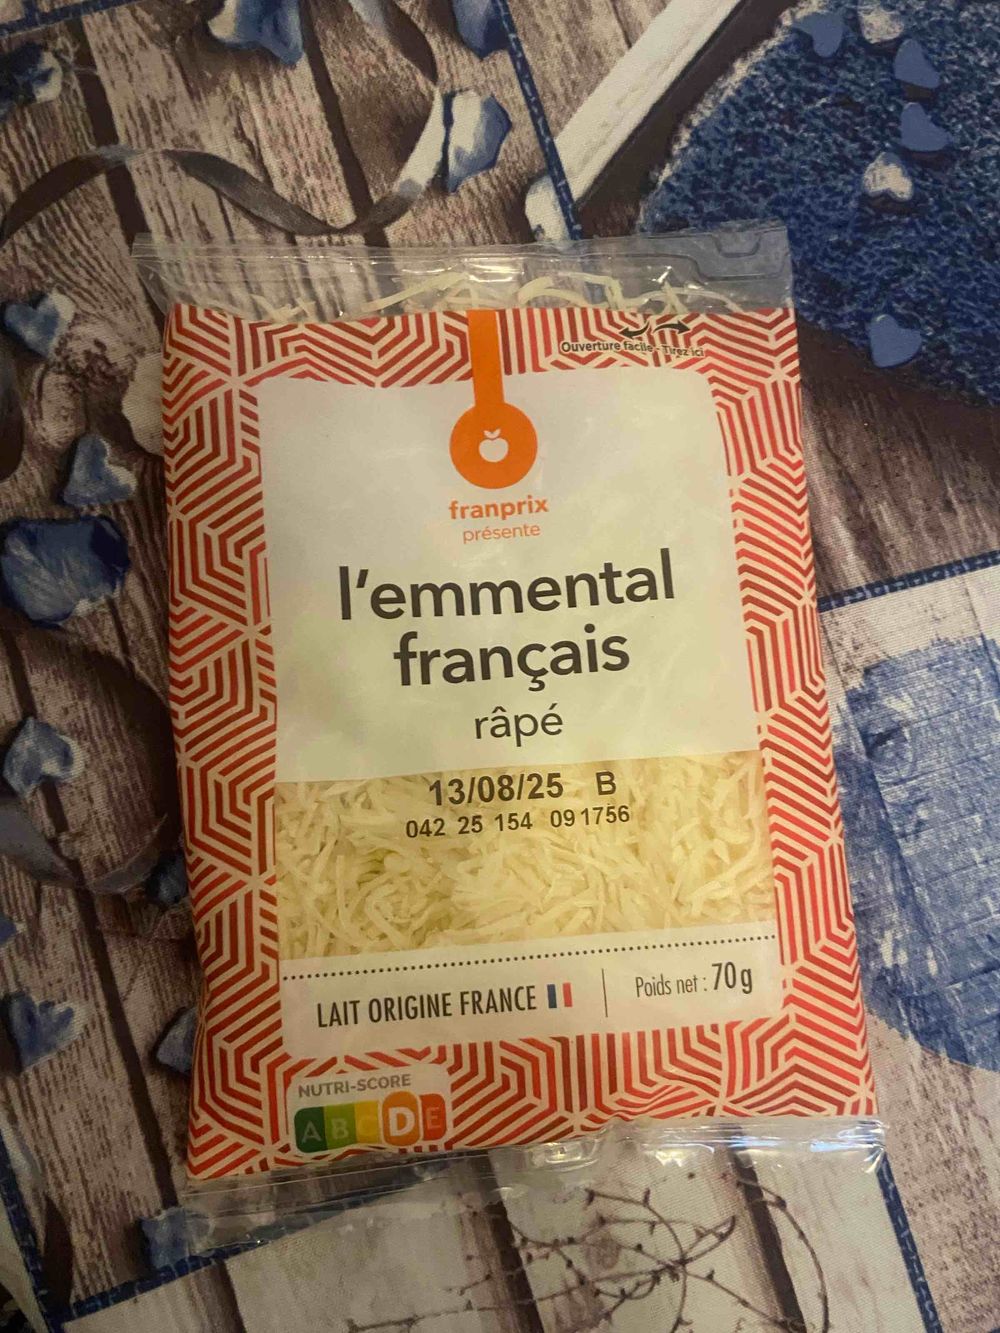 Ouverture facile - Tirez ici
franprix
présente
l'emmental
français
râpé
13/08/25 B
042 25 154 09 1756
LAIT ORIGINE FRANCE
Poids net : 70g
NUTRI-SCORE
A B C D E